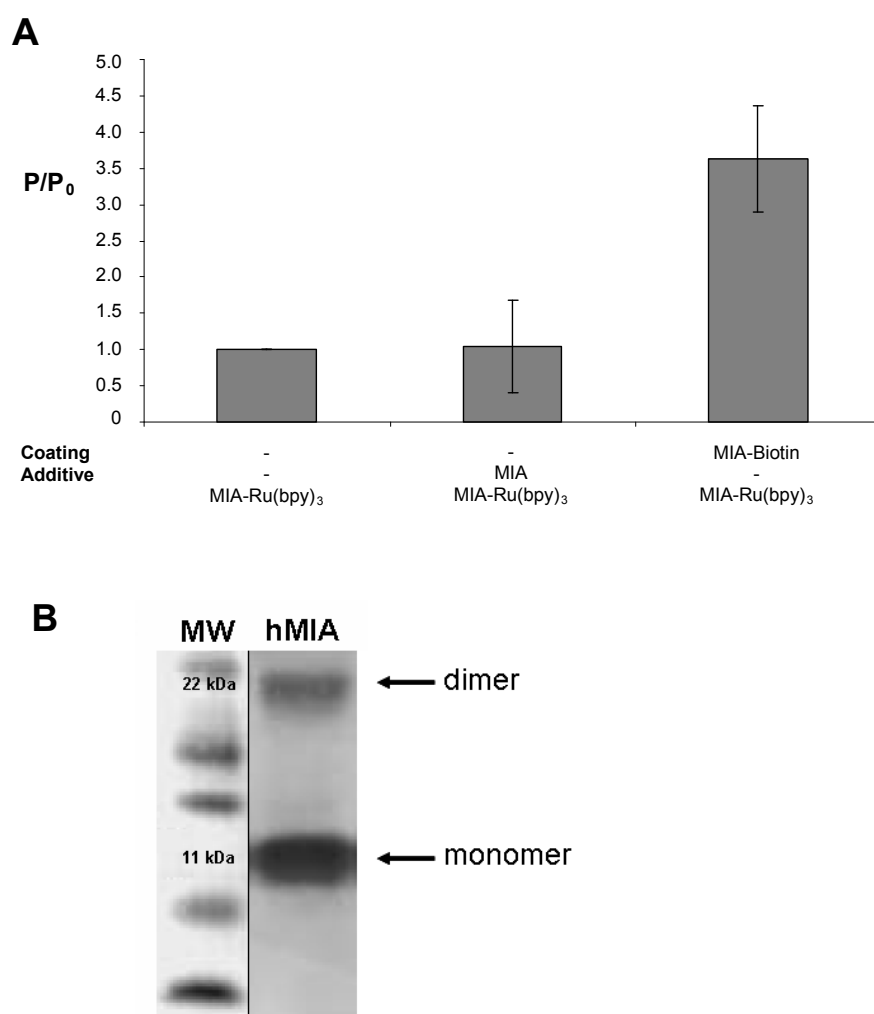 A
5.0
4.5
4.0
3.5
3.0
2.5
2.0
1.5
1.0
0.5
0
P/P₀
Coating - - MIA-Biotin
Additive - MIA -
MIA-Ru(bpy)₃ MIA-Ru(bpy)₃ MIA-Ru(bpy)₃
B
MW hMIA
22 kDa dimer
11 kDa monomer